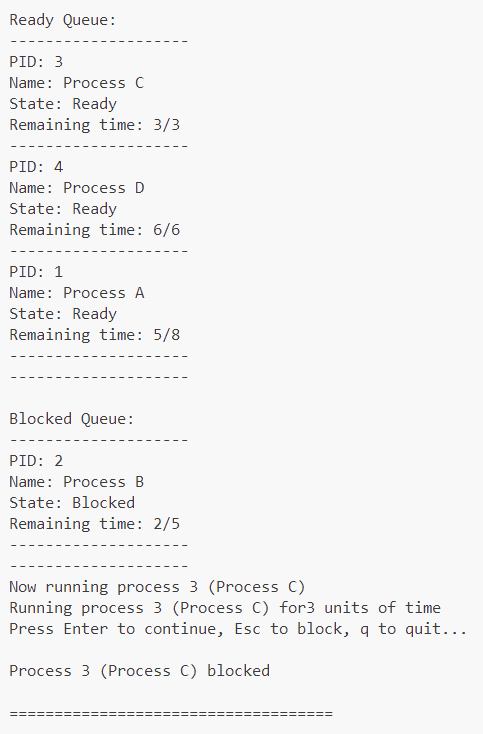 Ready Queue:
--------------------
PID: 3
Name: Process C
State: Ready
Remaining time: 3/3
--------------------
PID: 4
Name: Process D
State: Ready
Remaining time: 6/6
--------------------
PID: 1
Name: Process A
State: Ready
Remaining time: 5/8
--------------------
--------------------
Blocked Queue:
--------------------
PID: 2
Name: Process B
State: Blocked
Remaining time: 2/5
--------------------
--------------------
Now running process 3 (Process C)
Running process 3 (Process C) for3 units of time
Press Enter to continue, Esc to block, q to quit...
Process 3 (Process C) blocked
====================================